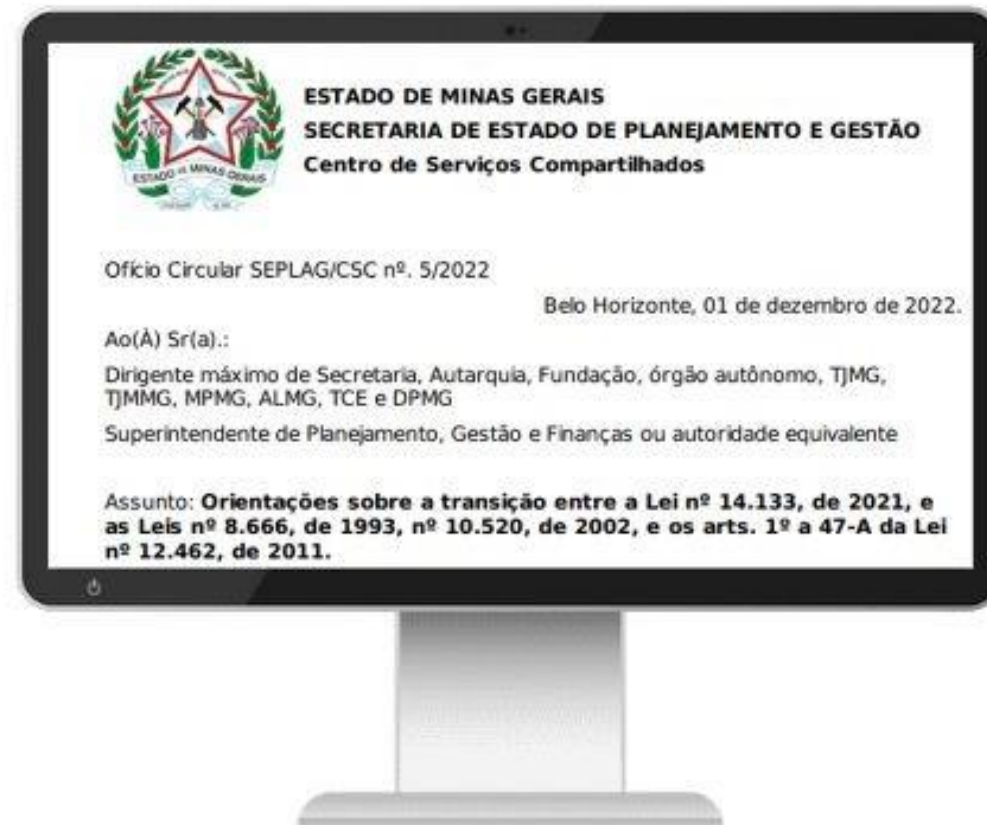 ESTADO DE MINAS GERAIS
SECRETARIA DE ESTADO DE PLANEJAMENTO E GESTÃO
Centro de Serviços Compartilhados
ESTADO DE MINAS GERAIS
Ofício Circular SEPLAG/CSC nº. 5/2022
Belo Horizonte, 01 de dezembro de 2022.
Ao(À) Sr(a).:
Dirigente máximo de Secretaria, Autarquia, Fundação, órgão autônomo, TJMG,
TJMMG, MPMG, ALMG, TCE e DPMG
Superintendente de Planejamento, Gestão e Finanças ou autoridade equivalente
Assunto: Orientações sobre a transição entre a Lei nº 14.133, de 2021, e
as Leis nº 8.666, de 1993, nº 10.520, de 2002, e os arts. 1º a 47-A da Lei
nº 12.462, de 2011.